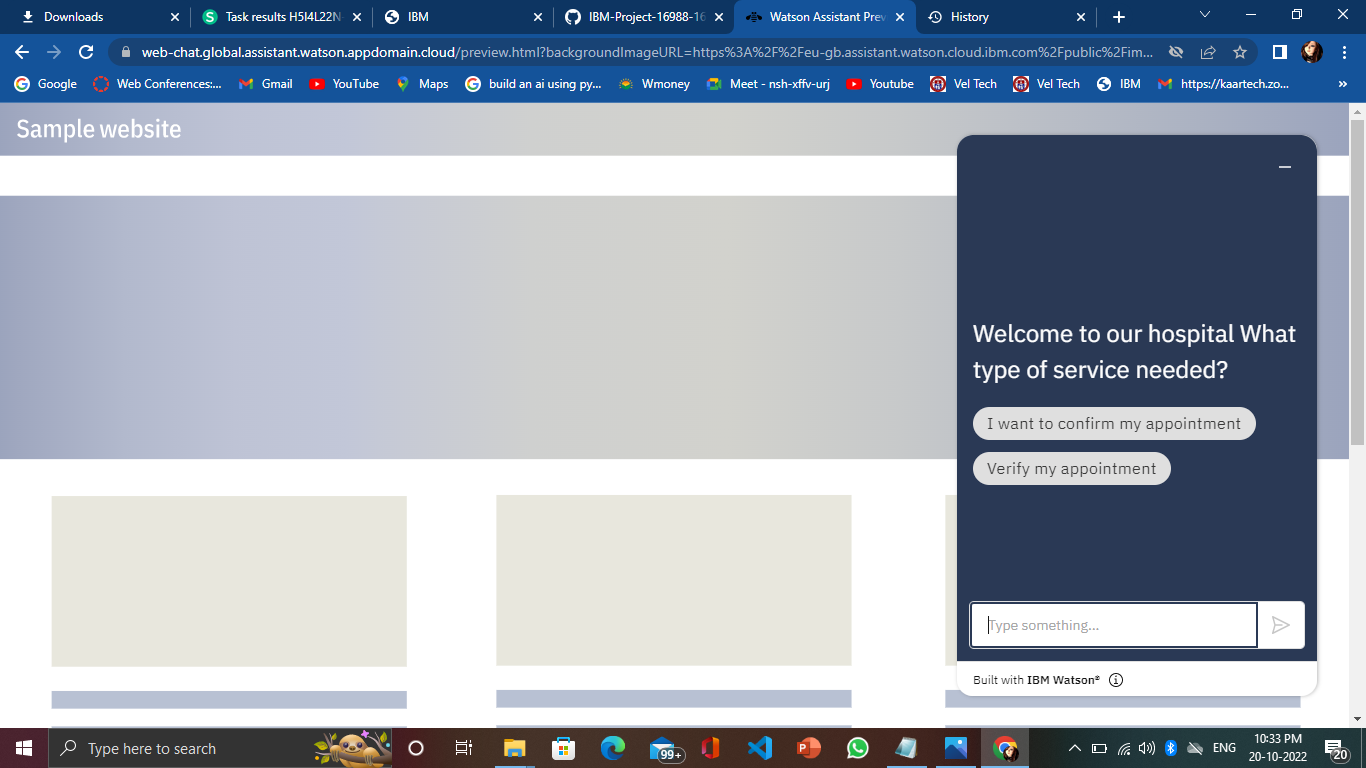 Downloads
Task results H5I4L22N
IBM
IBM-Project-16988-16
Watson Assistant Prev
History
web-chat.global.assistant.watson.appdomain.cloud/preview.html?backgroundImageURL=https%3A%2F%2Feu-gb.assistant.watson.cloud.ibm.com%2Fpublic%2Fim...
Google
Web Conferences:...
Gmail
YouTube
Maps
build an ai using py...
Wmoney
Meet - nsh-xffv-urj
Youtube
Vel Tech
Vel Tech
IBM
https://kaartech.zo...
»
Sample website
Welcome to our hospital What
type of service needed?
I want to confirm my appointment
Verify my appointment
Type something...
Built with IBM Watson®
Type here to search
99+
ENG
10:33 PM
20-10-2022
20